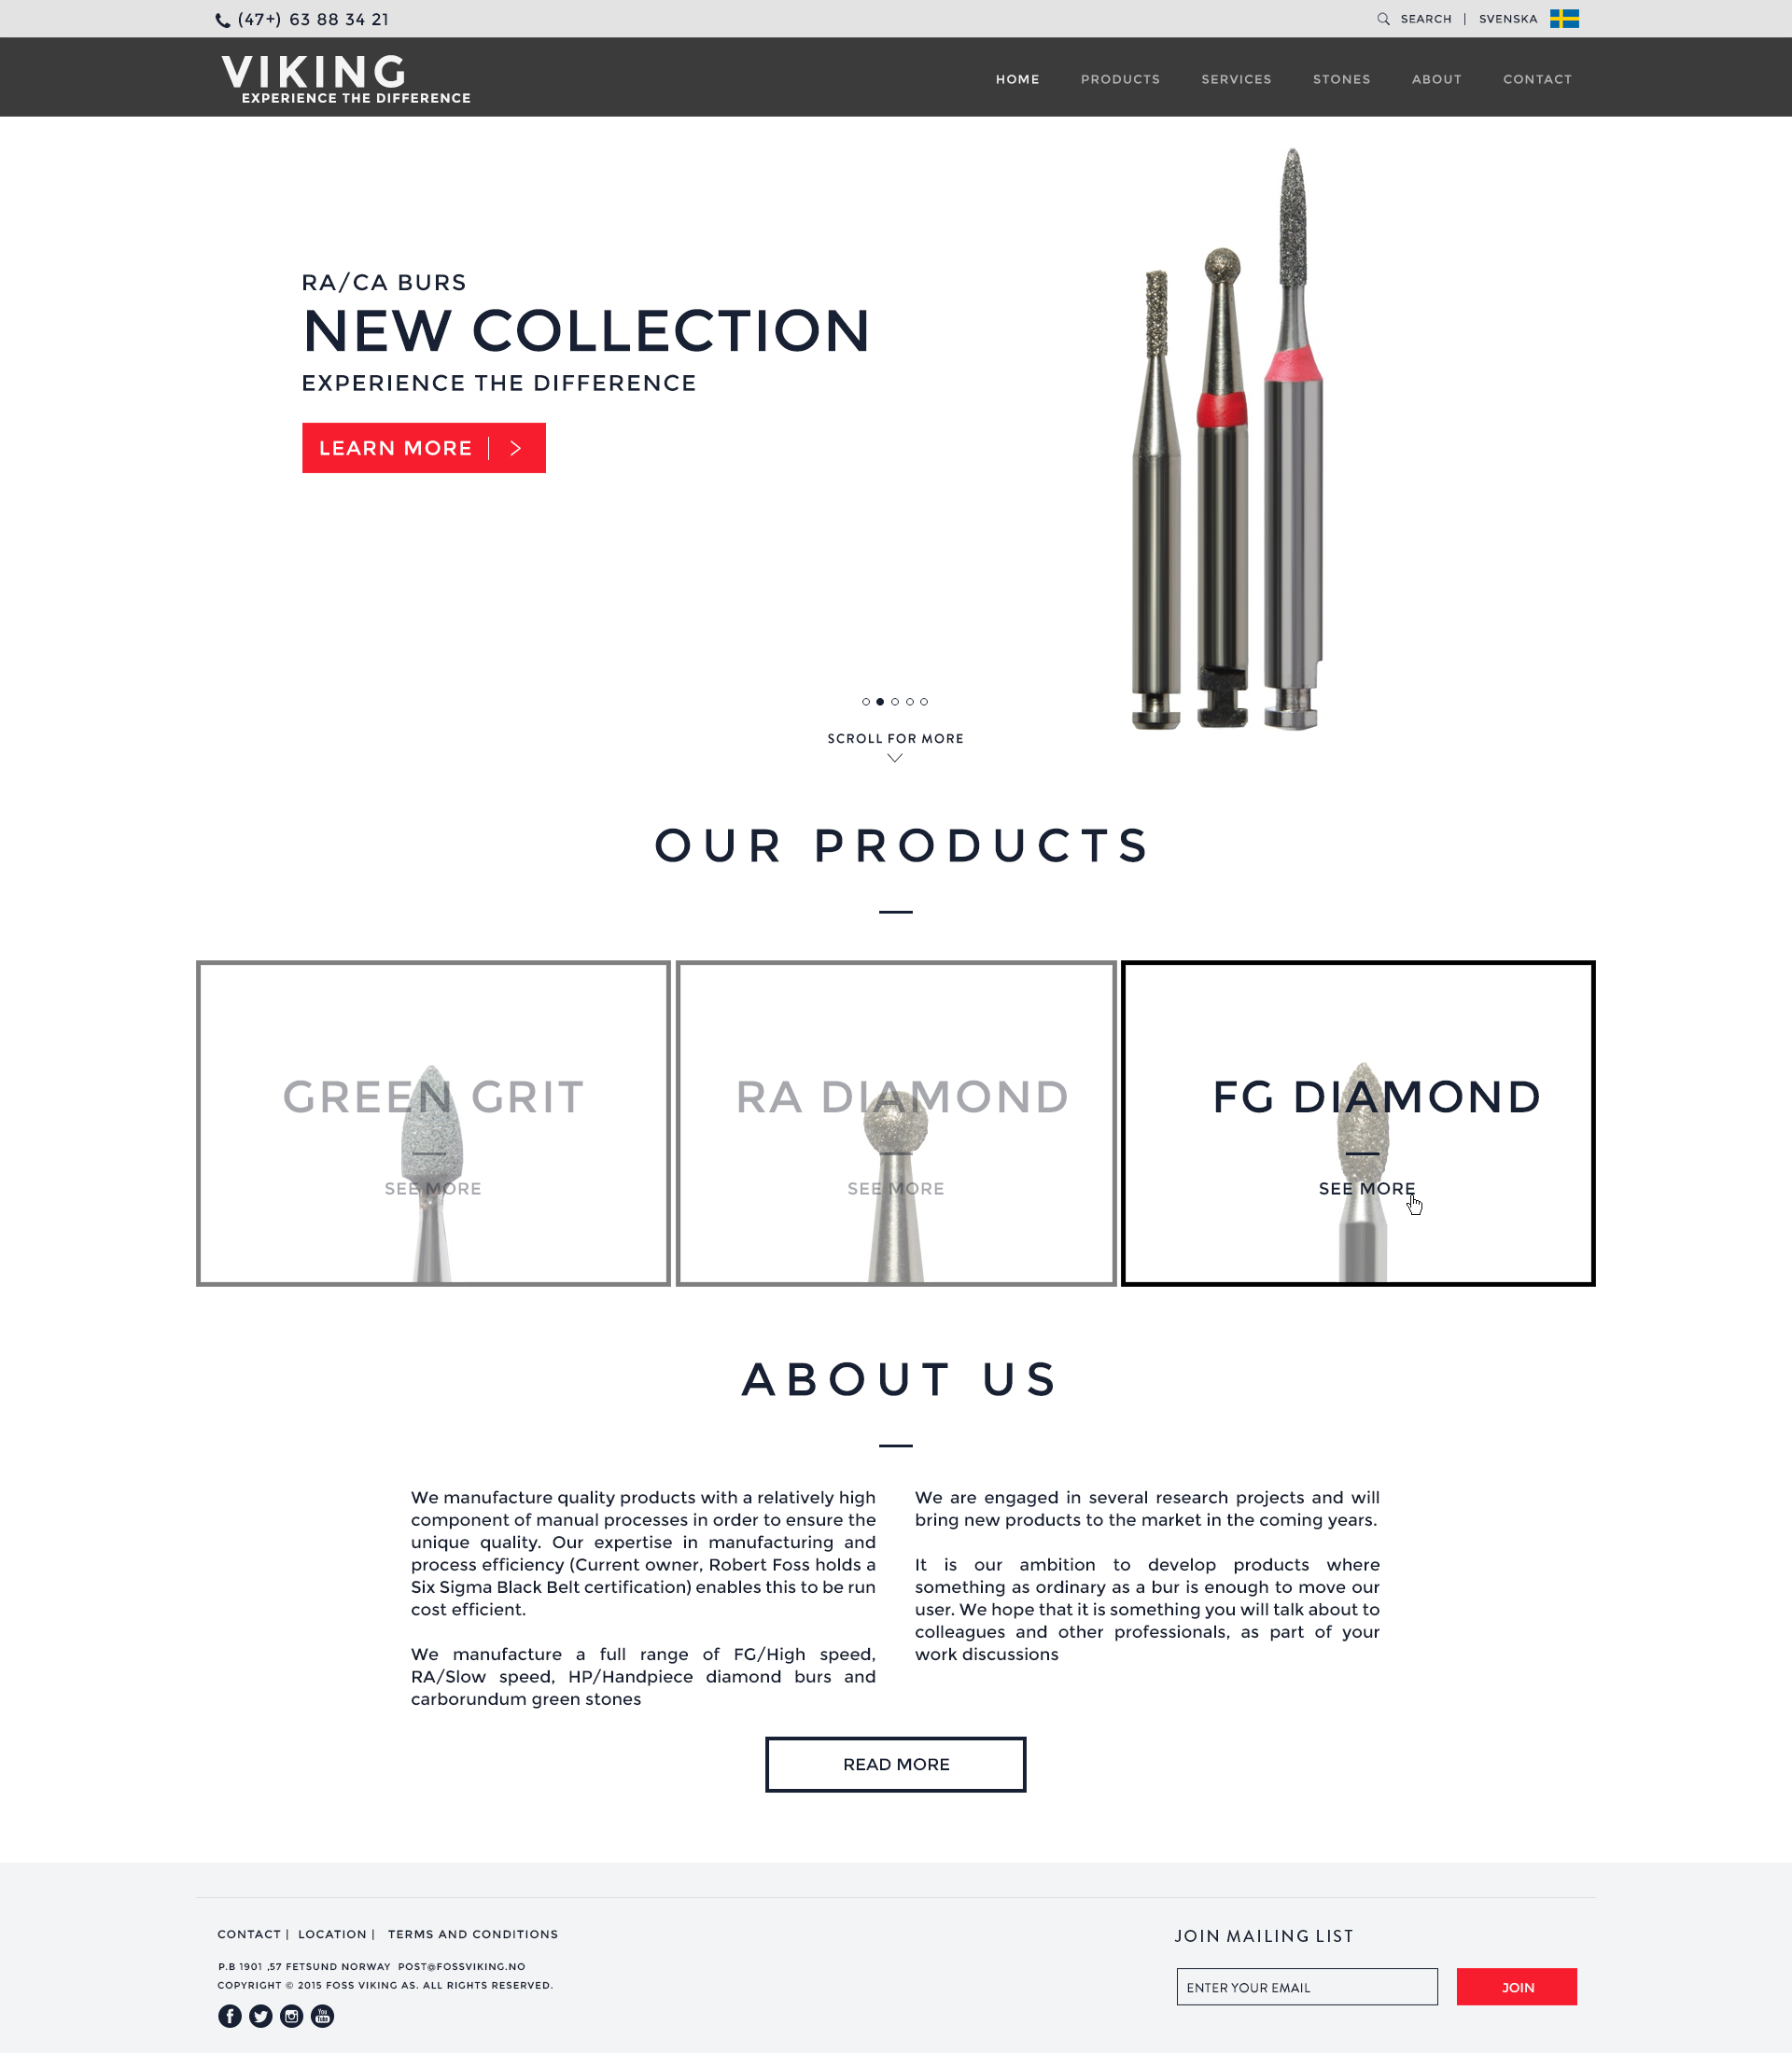 (47+) 63 88 34 21
SEARCH | SVENSKA
VIKING
EXPERIENCE THE DIFFERENCE
HOME PRODUCTS SERVICES STONES ABOUT CONTACT
RA/CA BURS
NEW COLLECTION
EXPERIENCE THE DIFFERENCE
LEARN MORE | >
SCROLL FOR MORE
OUR PRODUCTS
GREEN GRIT
SEE MORE
RA DIAMOND
SEE MORE
FG DIAMOND
SEE MORE
ABOUT US
We manufacture quality products with a relatively high
component of manual processes in order to ensure the
unique quality. Our expertise in manufacturing and
process efficiency (Current owner, Robert Foss holds a
Six Sigma Black Belt certification) enables this to be run
cost efficient.
We manufacture a full range of FG/High speed,
RA/Slow speed, HP/Handpiece diamond burs and
carborundum green stones
We are engaged in several research projects and will
bring new products to the market in the coming years.
It is our ambition to develop products where
something as ordinary as a bur is enough to move our
user. We hope that it is something you will talk about to
colleagues and other professionals, as part of your
work discussions
READ MORE
CONTACT | LOCATION | TERMS AND CONDITIONS
P.B 1901 ,57 FETSUND NORWAY POST@FOSSVIKING.NO
COPYRIGHT © 2015 FOSS VIKING AS. ALL RIGHTS RESERVED.
You
Tube
JOIN MAILING LIST
ENTER YOUR EMAIL
JOIN